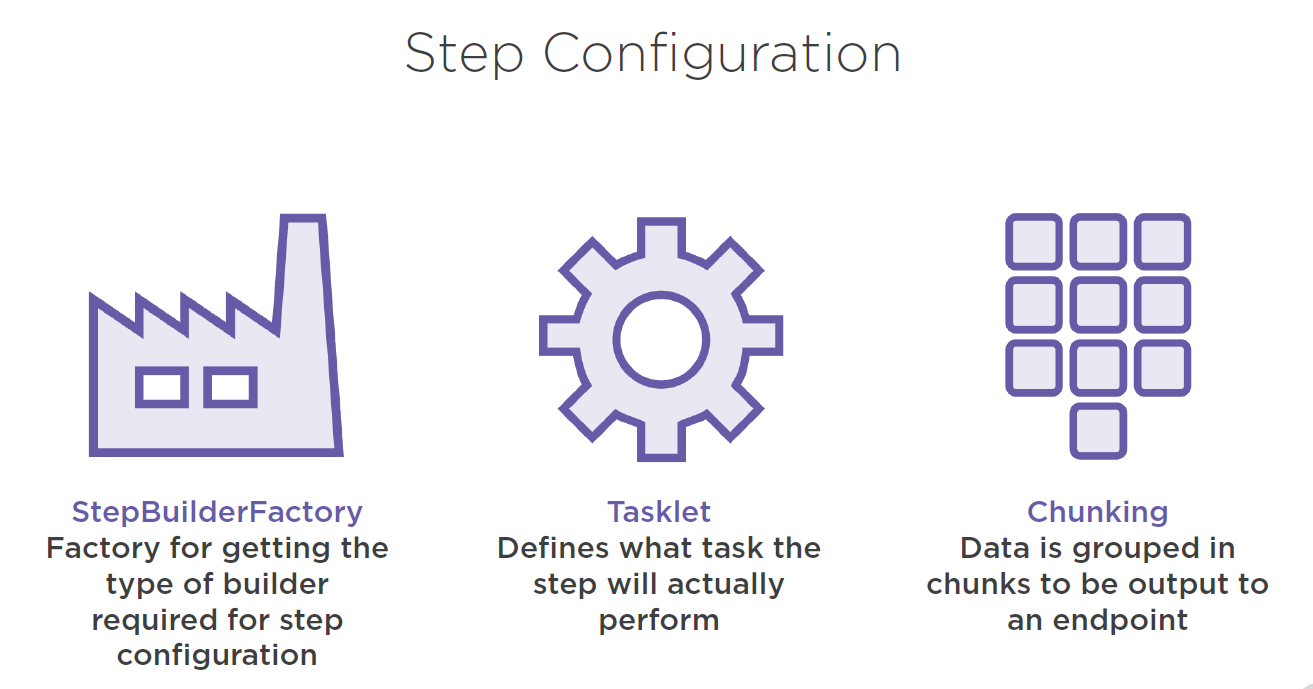 Step Configuration
StepBuilderFactory
Factory for getting the
type of builder
required for step
configuration
Tasklet
Defines what task the
step will actually
perform
Chunking
Data is grouped in
chunks to be output to
an endpoint